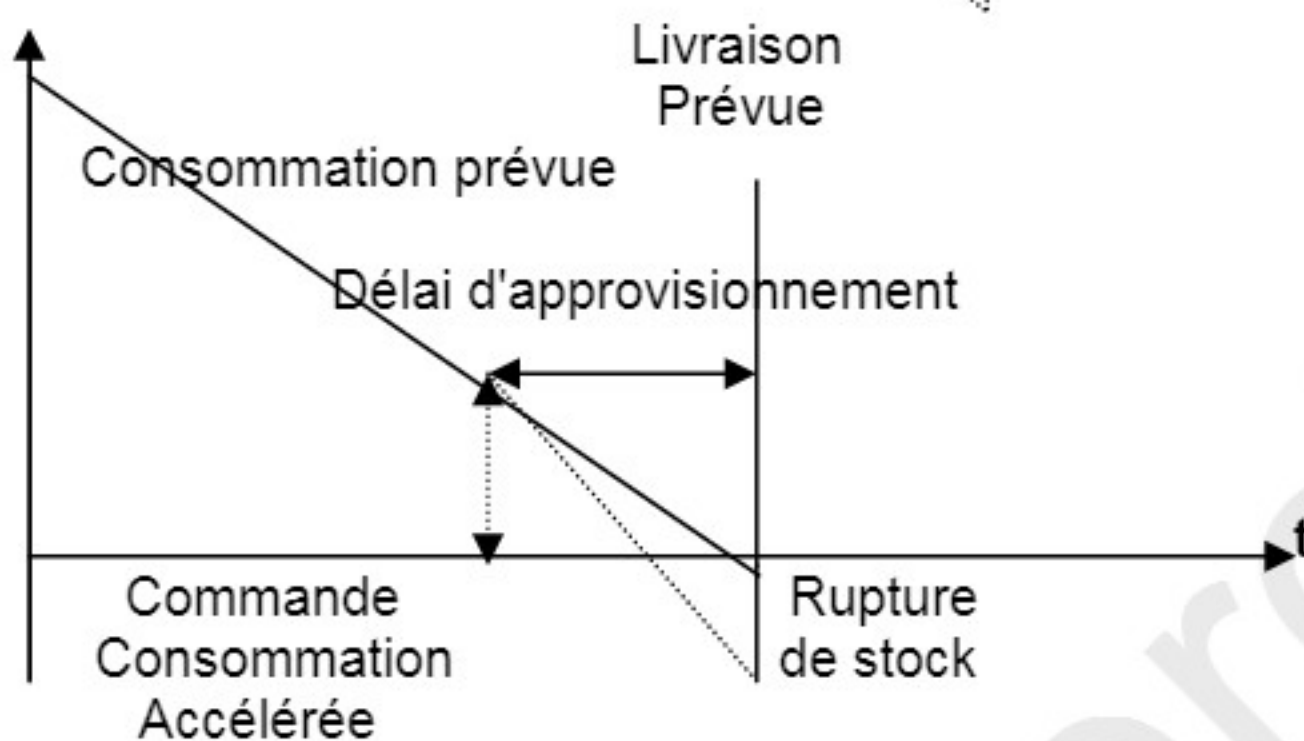 Livraison
Prévue
Consommation prévue
Délai d'approvisionnement
t
Commande
Consommation
Accélérée
Rupture
de stock